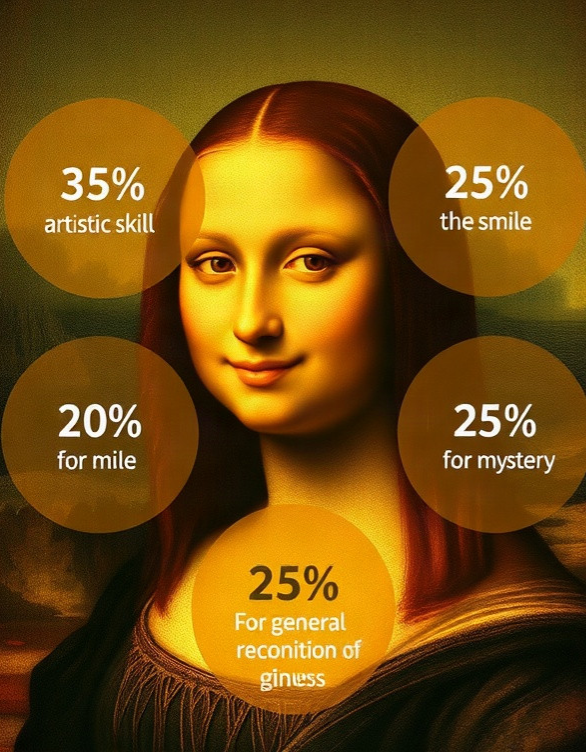 35%
artistic skill
25%
the smile
20%
for mile
25%
for mystery
25%
For general
reconition of